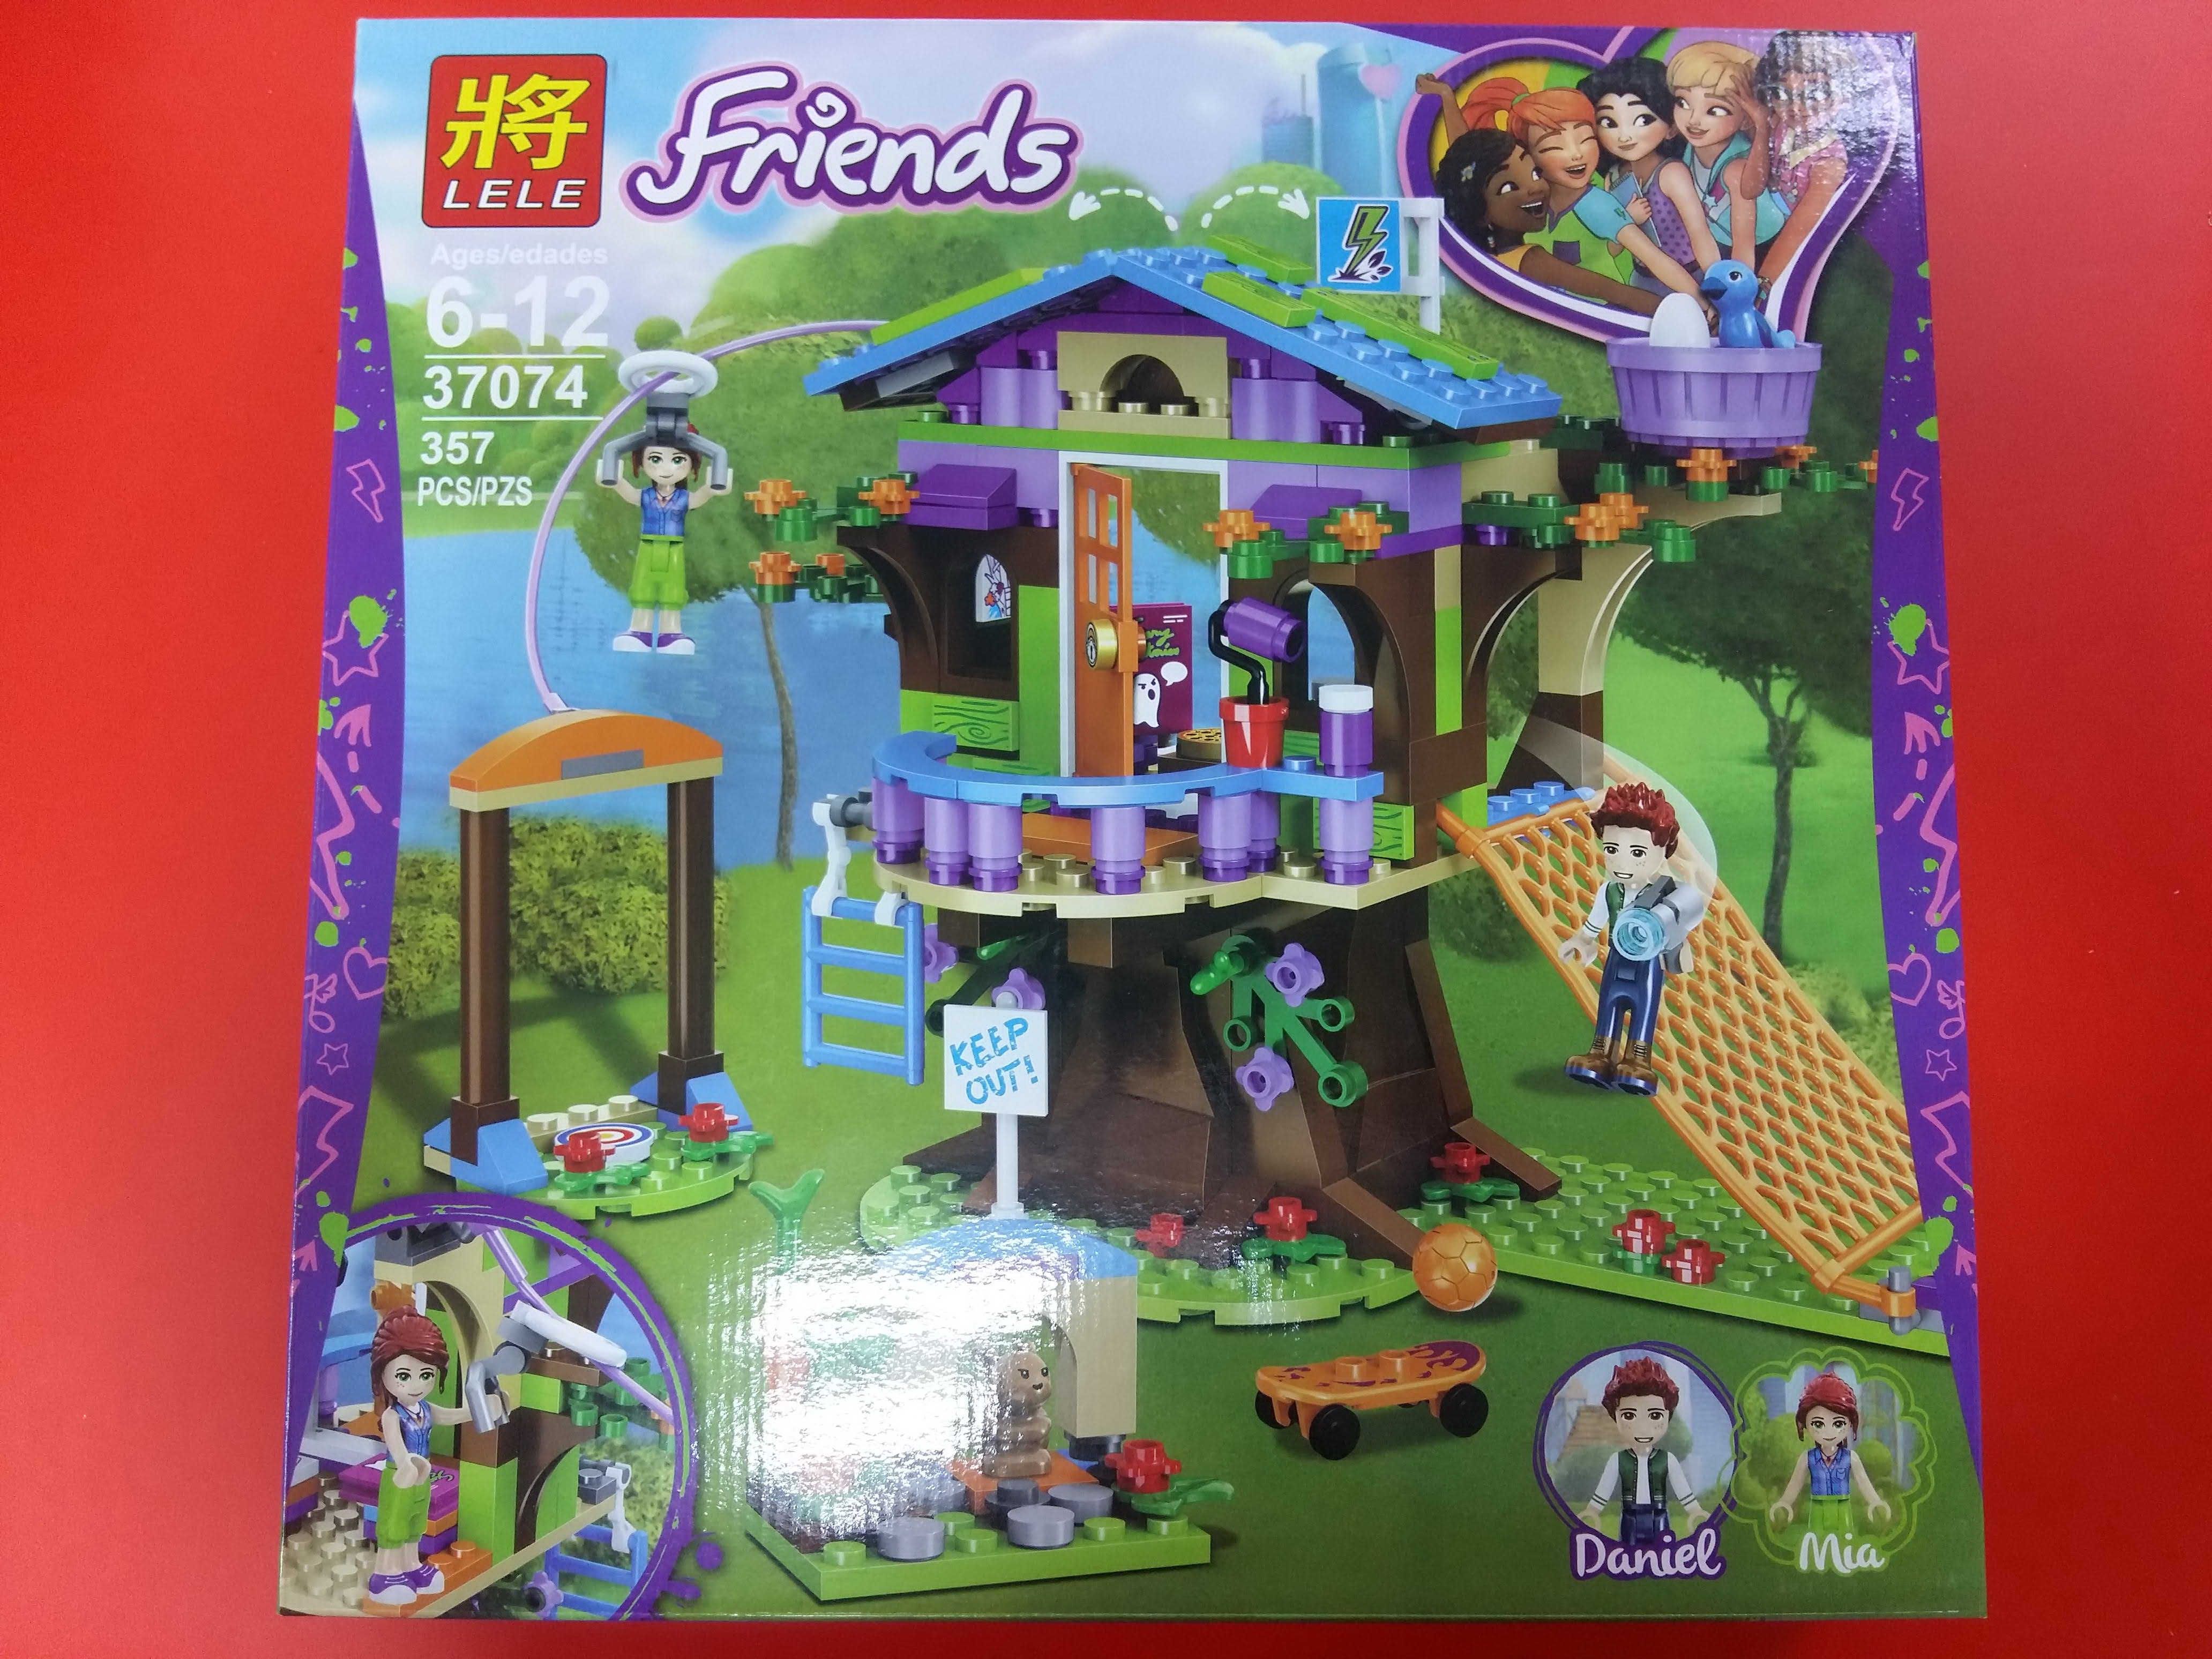 將
LELE
Friends
Ages/edades
6-12
37074
357
PCS/PZS
KEEP
OUT!
Daniel
Mia